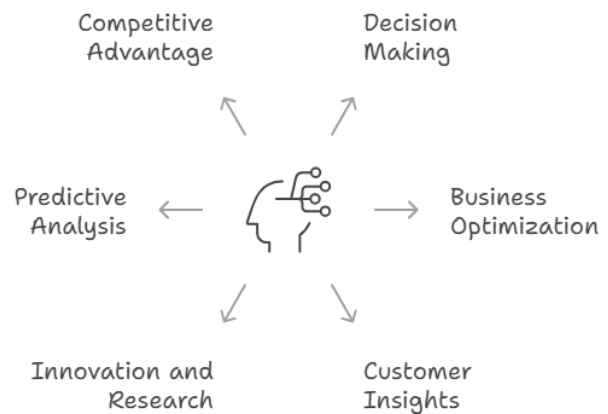 Competitive
Advantage
Decision
Making
Predictive
Analysis
Business
Optimization
Innovation and
Research
Customer
Insights